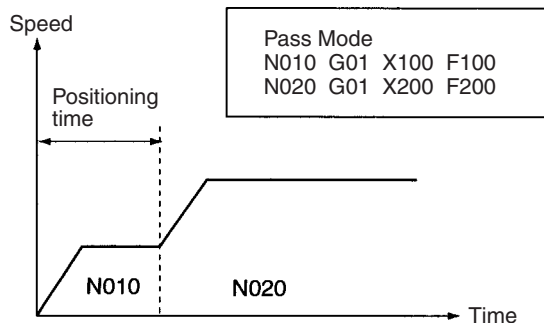 Speed
Pass Mode
N010 G01 X100 F100
N020 G01 X200 F200
Positioning
time
N010
N020
Time